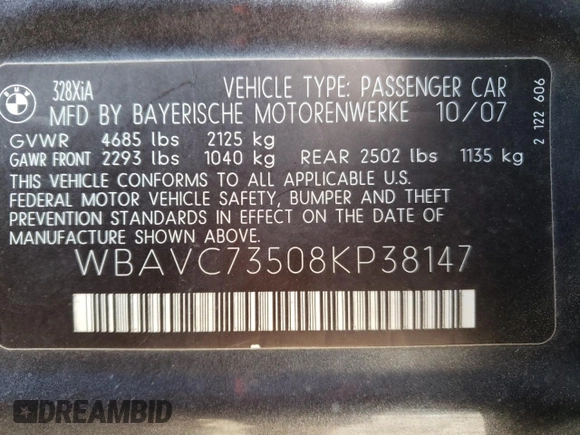 BMW
328XiA VEHICLE TYPE: PASSENGER CAR
MFD BY BAYERISCHE MOTORENWERKE 10/07
GVWR 4685 lbs 2125 kg
GAWR FRONT 2293 lbs 1040 kg REAR 2502 lbs 1135 kg
THIS VEHICLE CONFORMS TO ALL APPLICABLE U.S.
FEDERAL MOTOR VEHICLE SAFETY, BUMPER AND THEFT
PREVENTION STANDARDS IN EFFECT ON THE DATE OF
MANUFACTURE SHOWN ABOVE.
WBAVC73508KP38147
2 122 606
DREAMBID